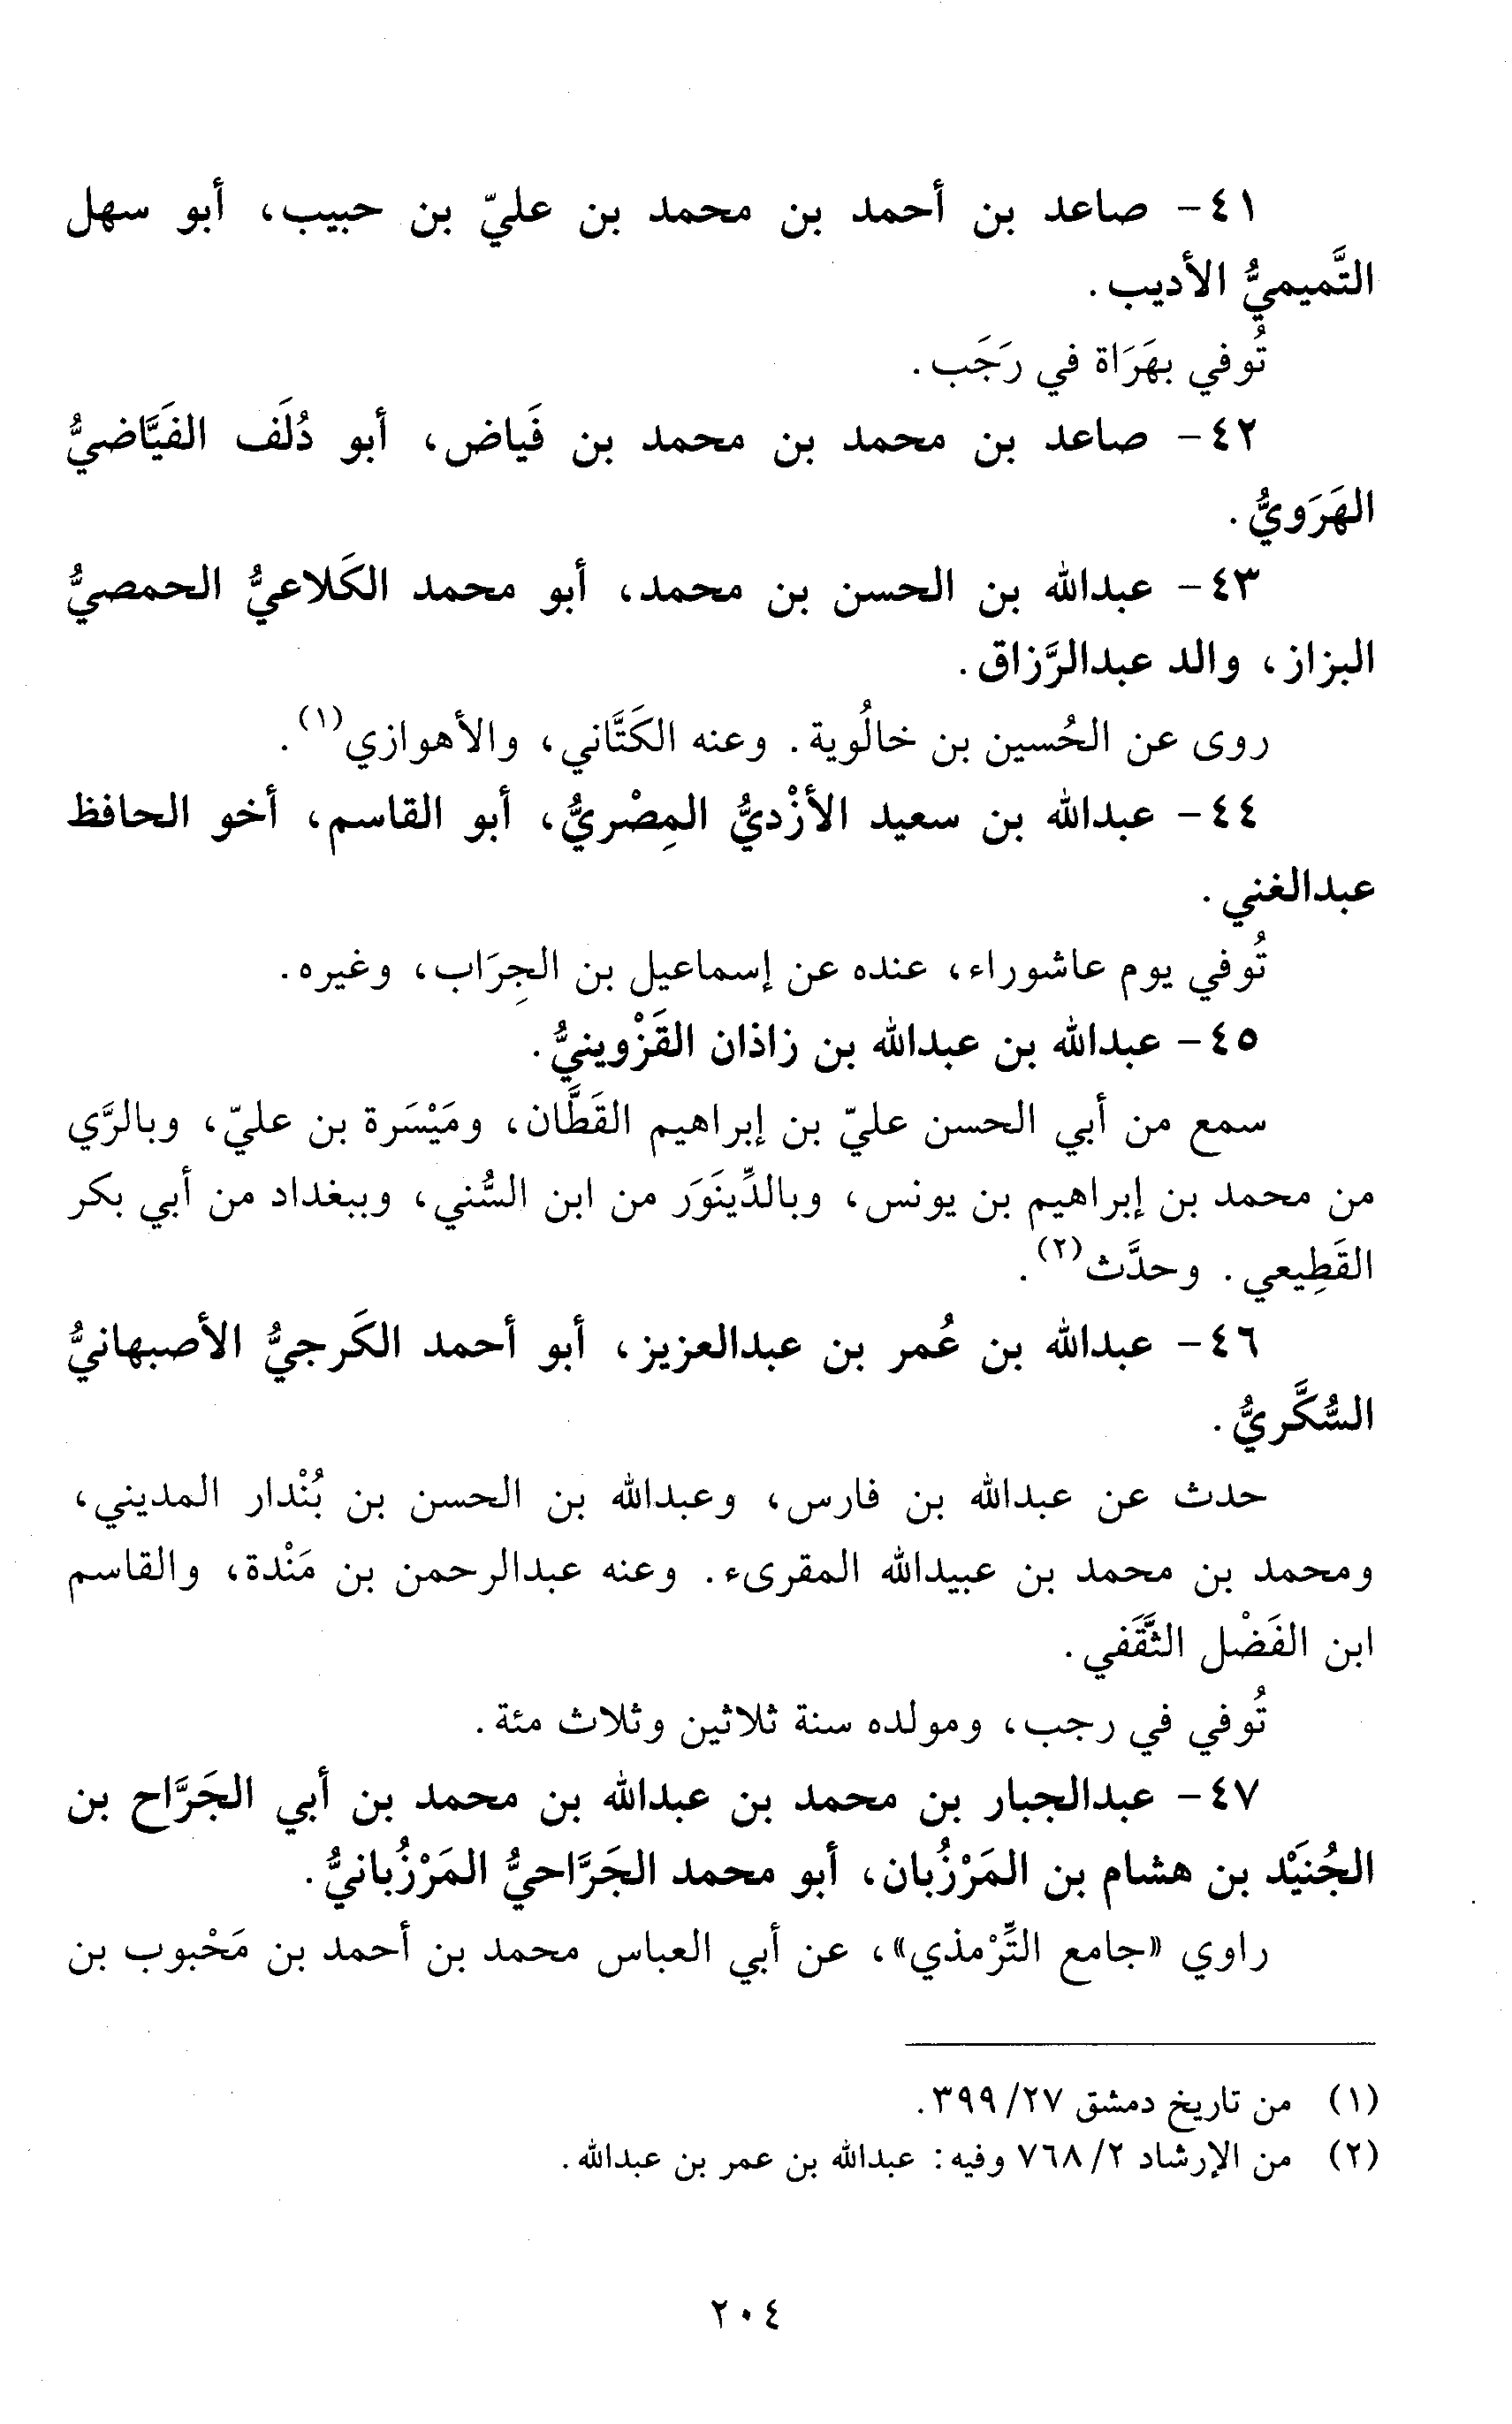 ٤١- صاعد بن أحمد بن محمد بن عليّ بن حبيب، أبو سهل
التَّميميُّ الأديب.
تُوفي بهَرَاة في رَجَب.
٤٢- صاعد بن محمد بن محمد بن فَياض، أبو دُلَف الفَيَّاضيُّ
الهَرَويُّ.
٤٣- عبدالله بن الحسن بن محمد، أبو محمد الكَلاعيُّ الحمصيُّ
البزاز، والد عبدالرَّزاق.
روى عن الحُسين بن خالُوية. وعنه الكَتَّاني، والأهوازي(١).
٤٤- عبدالله بن سعيد الأزْديُّ المِصْريُّ، أبو القاسم، أخو الحافظ
عبدالغني.
تُوفي يوم عاشوراء، عنده عن إسماعيل بن الجِرَاب، وغيره.
٤٥- عبدالله بن عبدالله بن زاذان القَزْوينيُّ.
سمع من أبي الحسن عليّ بن إبراهيم القَطَّان، ومَيْسَرة بن عليّ، وبالرَّي
من محمد بن إبراهيم بن يونس، وبالدِّينَوَر من ابن السُّني، وببغداد من أبي بكر
القَطِيعي. وحدَّث(٢).
٤٦- عبدالله بن عُمر بن عبدالعزيز، أبو أحمد الكَرجيُّ الأصبهانيُّ
السُّكَّريُّ.
حدث عن عبدالله بن فارس، وعبدالله بن الحسن بن بُنْدار المديني،
ومحمد بن محمد بن عبيدالله المقرىء. وعنه عبدالرحمن بن مَنْدة، والقاسم
ابن الفَضْل الثَّقَفي.
تُوفي في رجب، ومولده سنة ثلاثين وثلاث مئة.
٤٧- عبدالجبار بن محمد بن عبدالله بن محمد بن أبي الجَرَّاح بن
الجُنَيْد بن هشام بن المَرْزُبان، أبو محمد الجَرَّاحيُّ المَرْزُبانيُّ.
راوي «جامع التِّرْمذي»، عن أبي العباس محمد بن أحمد بن مَحْبوب بن
(١) من تاريخ دمشق ٢٧/ ٣٩٩.
(٢) من الإرشاد ٢/ ٧٦٨ وفيه: عبدالله بن عمر بن عبدالله.
٢٠٤